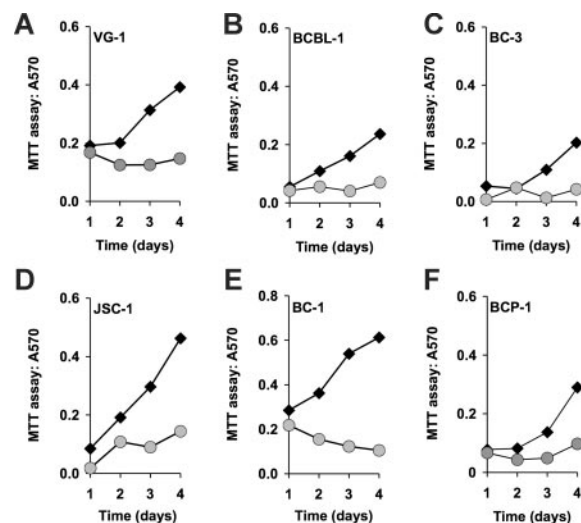 A
VG-1
MTT assay: A570
0.6
0.4
0.2
0.0
1 2 3 4
Time (days)
B
BCBL-1
MTT assay: A570
0.6
0.4
0.2
0.0
1 2 3 4
Time (days)
C
BC-3
MTT assay: A570
0.6
0.4
0.2
0.0
1 2 3 4
Time (days)
D
JSC-1
MTT assay: A570
0.6
0.4
0.2
0.0
1 2 3 4
Time (days)
E
BC-1
MTT assay: A570
0.8
0.6
0.4
0.2
0.0
1 2 3 4
Time (days)
F
BCP-1
MTT assay: A570
0.6
0.4
0.2
0
1 2 3 4
Time (days)